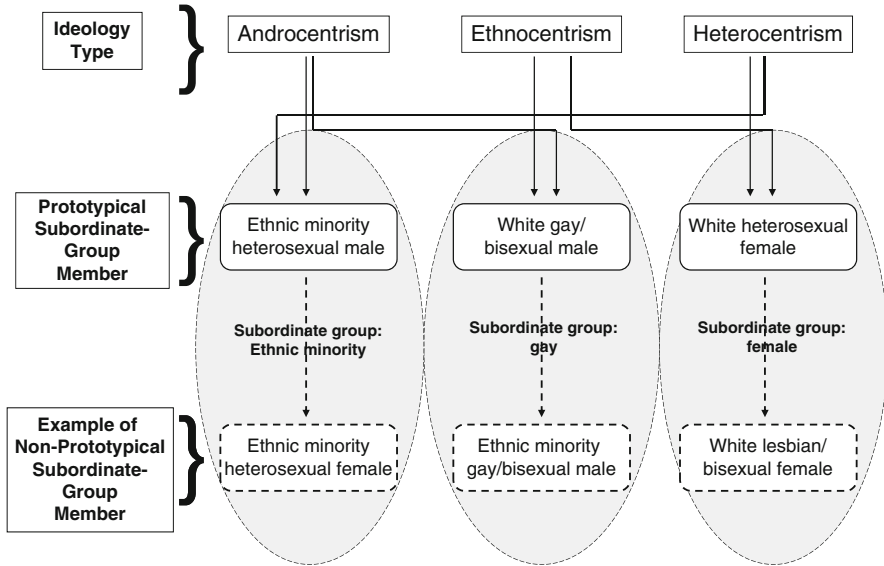 Ideology
Type
Androcentrism
Ethnocentrism
Heterocentrism
Prototypical
Subordinate-
Group
Member
Ethnic minority
heterosexual male
White gay/
bisexual male
White heterosexual
female
Subordinate group:
Ethnic minority
Subordinate group:
gay
Subordinate group:
female
Example of
Non-Prototypical
Subordinate-
Group
Member
Ethnic minority
heterosexual female
Ethnic minority
gay/bisexual male
White lesbian/
bisexual female